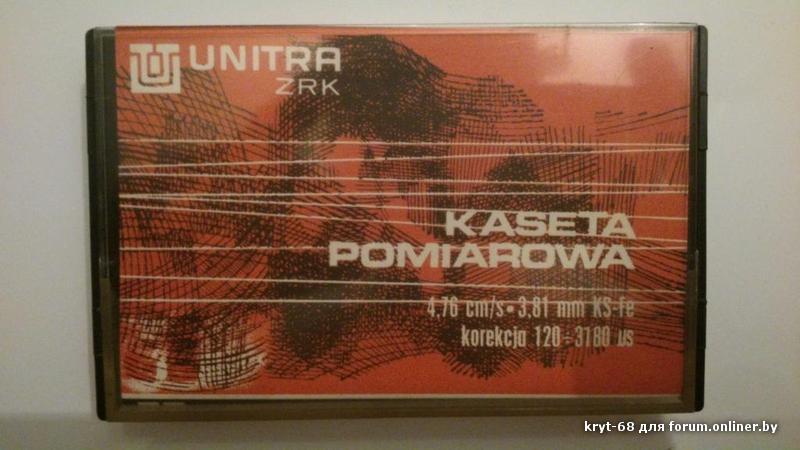 UNITRA
ZRK
KASETA
POMIAROWA
4,76 cm/s • 3,81 mm KS-Fe
korekcja 120 ÷ 3180 µs
kryt-68 для forum.onliner.by